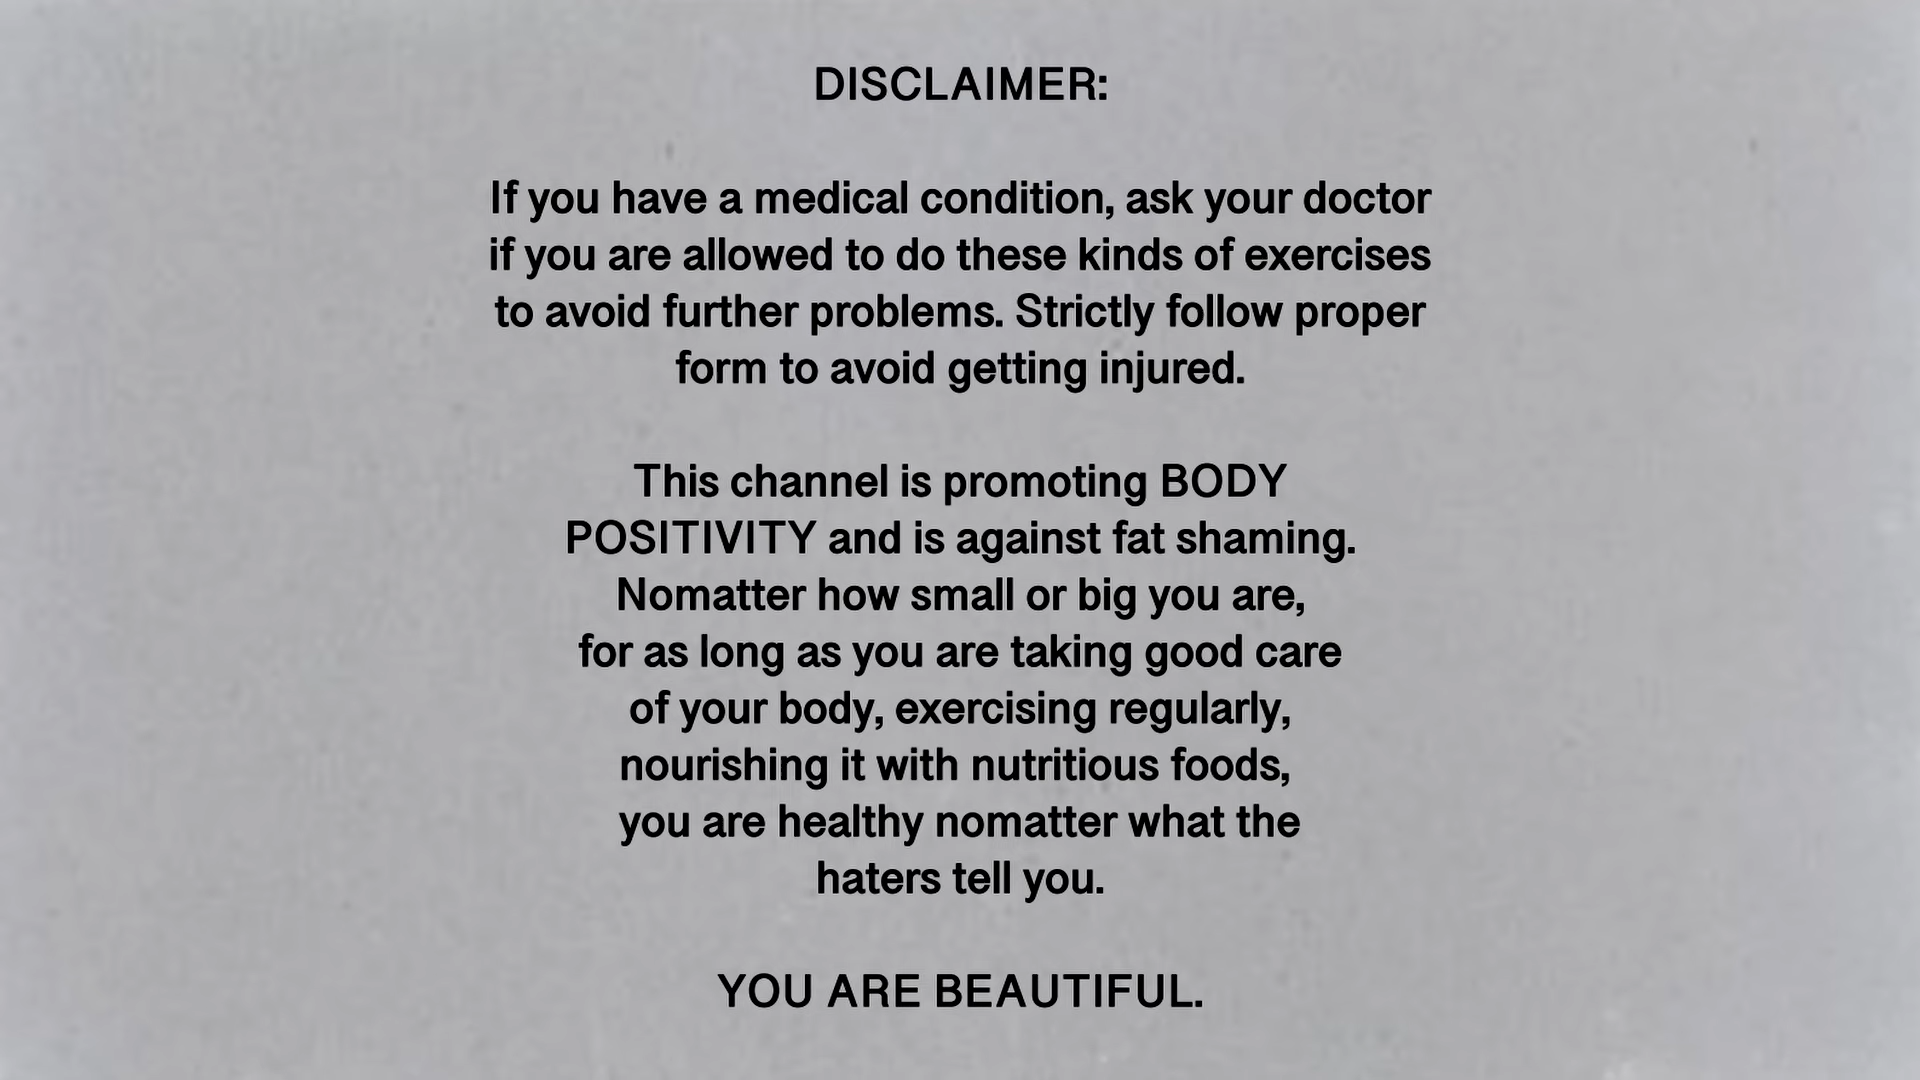 DISCLAIMER:
If you have a medical condition, ask your doctor
if you are allowed to do these kinds of exercises
to avoid further problems. Strictly follow proper
form to avoid getting injured.
This channel is promoting BODY
POSITIVITY and is against fat shaming.
Nomatter how small or big you are,
for as long as you are taking good care
of your body, exercising regularly,
nourishing it with nutritious foods,
you are healthy nomatter what the
haters tell you.
YOU ARE BEAUTIFUL.